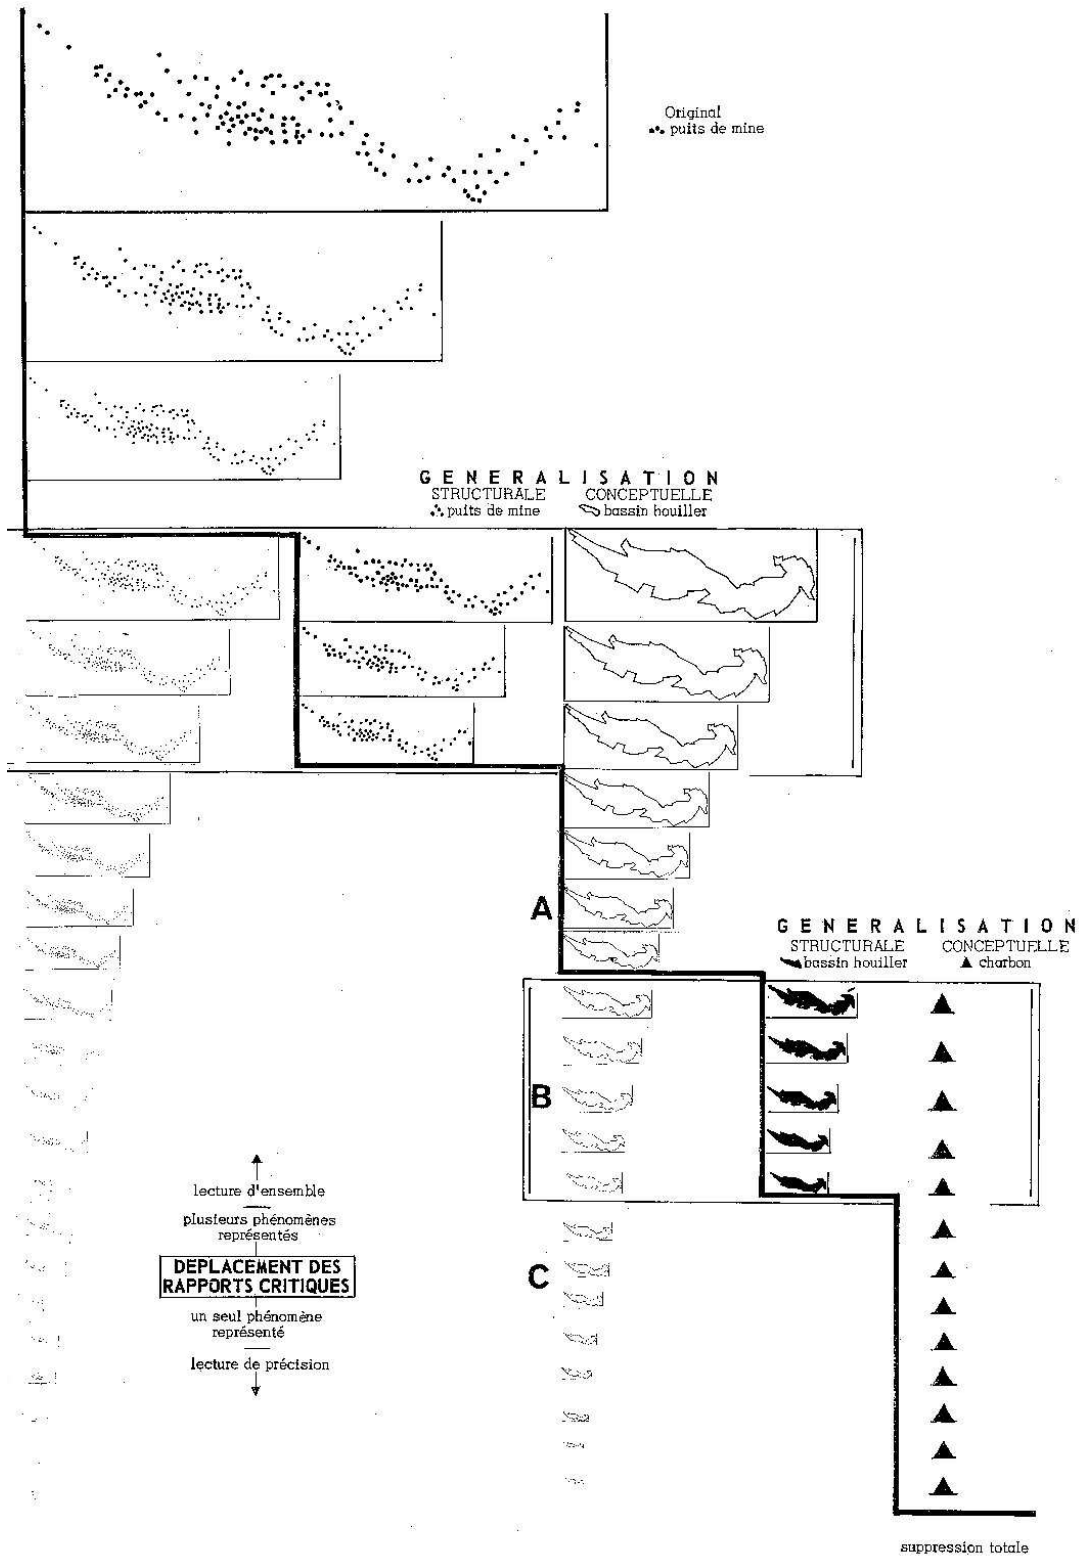 Original
puits de mine
GENERALISATION
STRUCTURALE CONCEPTUELLE
puits de mine bassin houiller
A
GENERALISATION
STRUCTURALE CONCEPTUELLE
bassin houiller charbon
B
lecture d'ensemble
plusieurs phénomènes
représentés
DEPLACEMENT DES
RAPPORTS CRITIQUES
C
un seul phénomène
représenté
lecture de précision
suppression totale